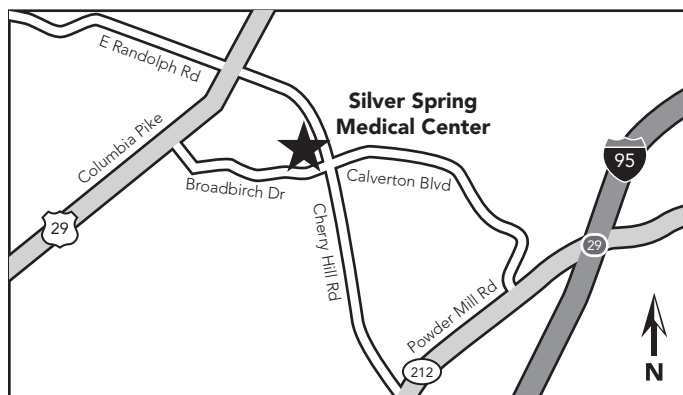 E Randolph Rd
Silver Spring
Medical Center
Columbia Pike
95
Broadbirch Dr
Calverton Blvd
29
29
Cherry Hill Rd
Powder Mill Rd
212
N